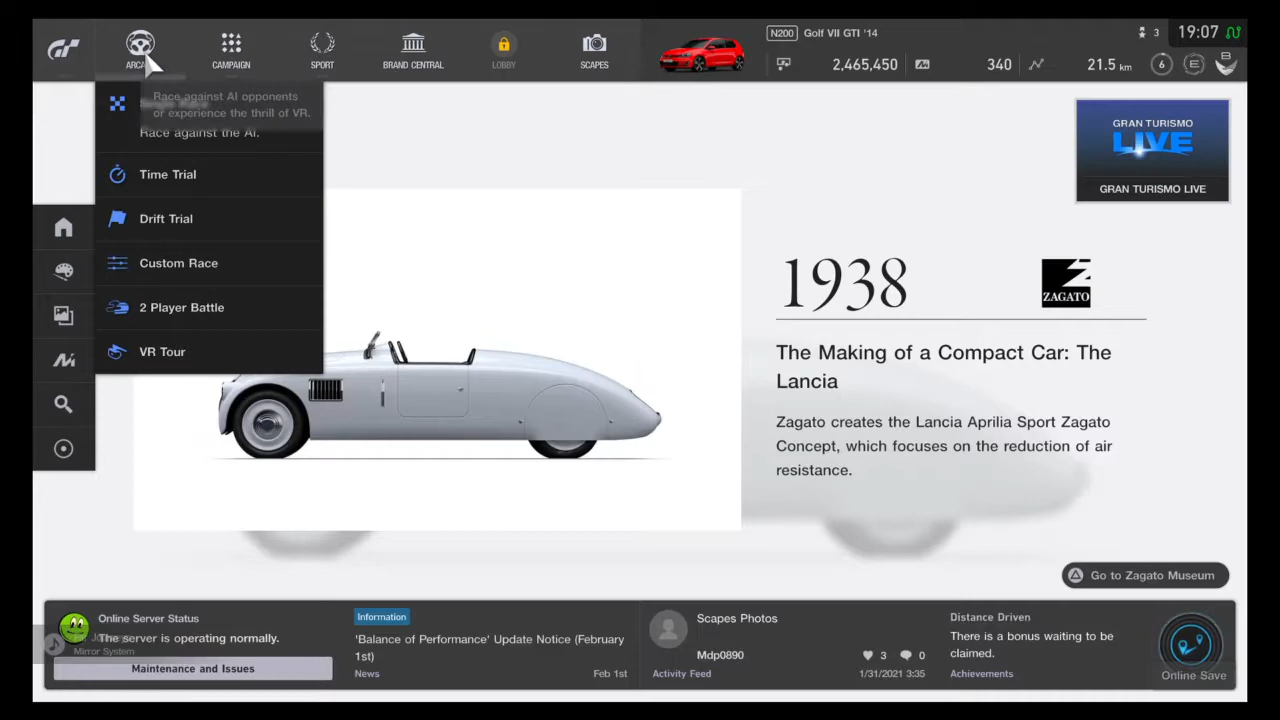 N200 Golf VII GTI '14
3
19:07
ARCA
CAMPAIGN
SPORT
BRAND CENTRAL
LOBBY
SCAPES
2,465,450
340
21.5 km
6
E
B
Race against AI opponents
or experience the thrill of VR.
Race against the AI.
Time Trial
Drift Trial
Custom Race
2 Player Battle
VR Tour
GRAN TURISMO
LIVE
GRAN TURISMO LIVE
1938
ZAGATO
The Making of a Compact Car: The
Lancia
Zagato creates the Lancia Aprilia Sport Zagato
Concept, which focuses on the reduction of air
resistance.
Go to Zagato Museum
Online Server Status
The server is operating normally.
Mirror System
Maintenance and Issues
Information
'Balance of Performance' Update Notice (February
1st)
News
Feb 1st
Scapes Photos
Mdp0890
3
0
Activity Feed
1/31/2021 3:35
Distance Driven
There is a bonus waiting to be
claimed.
Achievements
Online Save